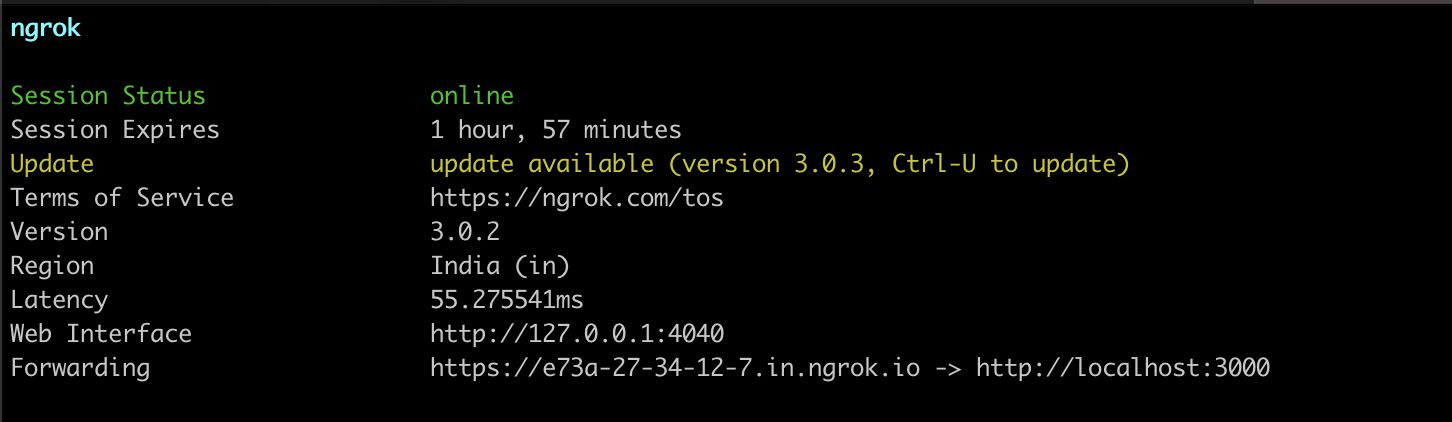 ngrok
Session Status online
Session Expires 1 hour, 57 minutes
Update update available (version 3.0.3, Ctrl-U to update)
Terms of Service https://ngrok.com/tos
Version 3.0.2
Region India (in)
Latency 55.275541ms
Web Interface http://127.0.0.1:4040
Forwarding https://e73a-27-34-12-7.in.ngrok.io -> http://localhost:3000